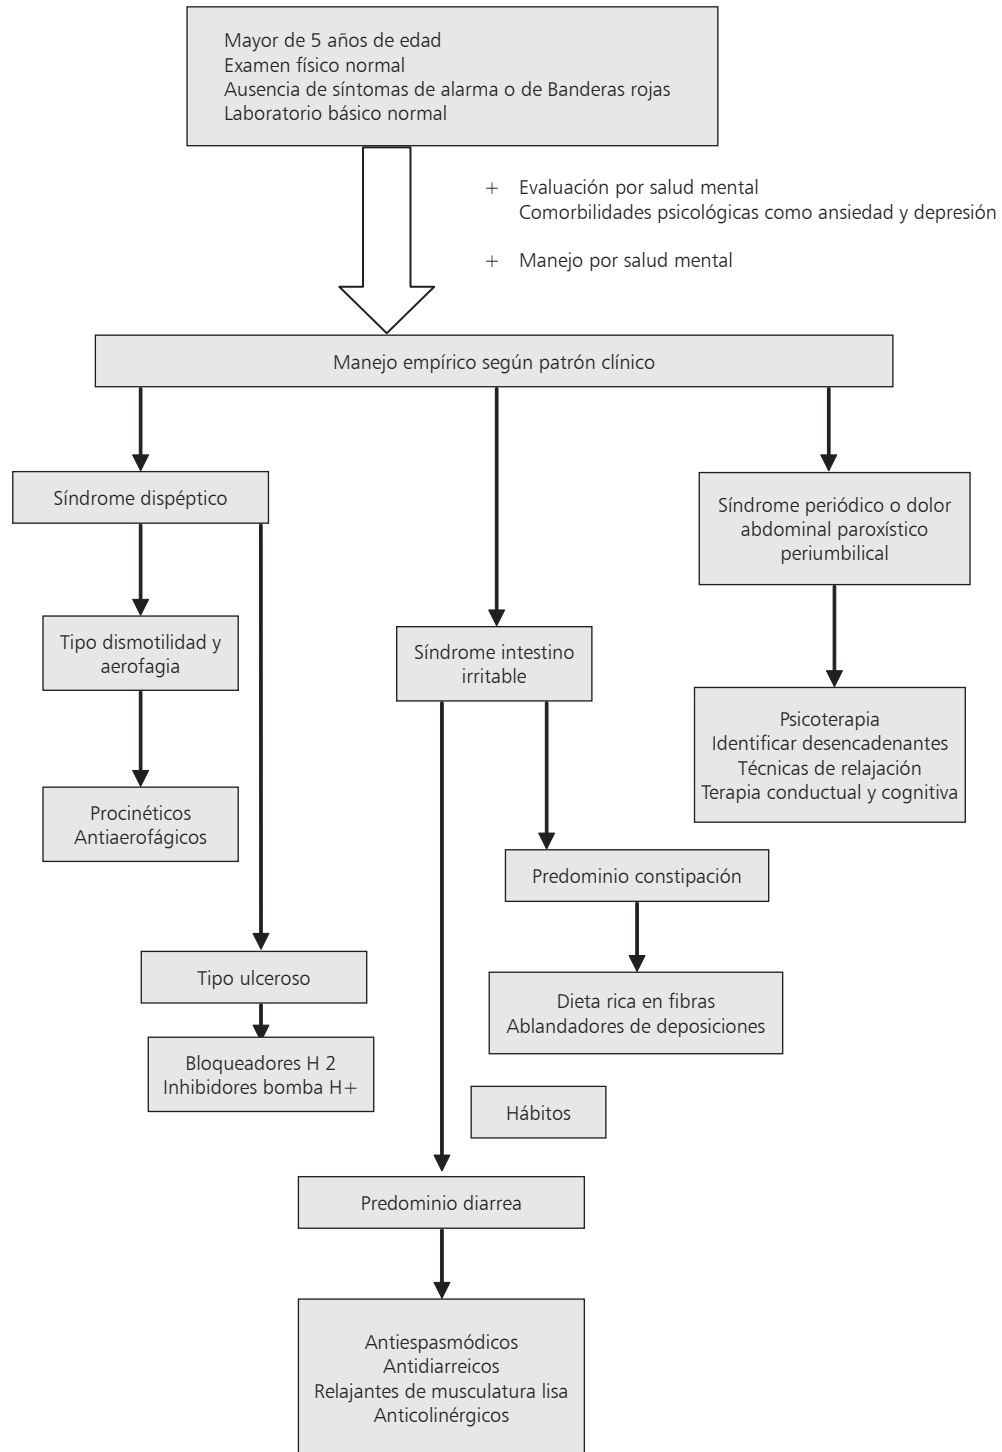 Mayor de 5 años de edad
Examen físico normal
Ausencia de síntomas de alarma o de Banderas rojas
Laboratorio básico normal
+ Evaluación por salud mental
Comorbilidades psicológicas como ansiedad y depresión
+ Manejo por salud mental
Manejo empírico según patrón clínico
Síndrome dispéptico
Síndrome periódico o dolor
abdominal paroxístico
periumbilical
Tipo dismotilidad y
aerofagia
Síndrome intestino
irritable
Psicoterapia
Identificar desencadenantes
Técnicas de relajación
Terapia conductual y cognitiva
Procinéticos
Antiaerofágicos
Predominio constipación
Tipo ulceroso
Dieta rica en fibras
Ablandadores de deposiciones
Bloqueadores H 2
Inhibidores bomba H+
Hábitos
Predominio diarrea
Antiespasmódicos
Antidiarreicos
Relajantes de musculatura lisa
Anticolinérgicos